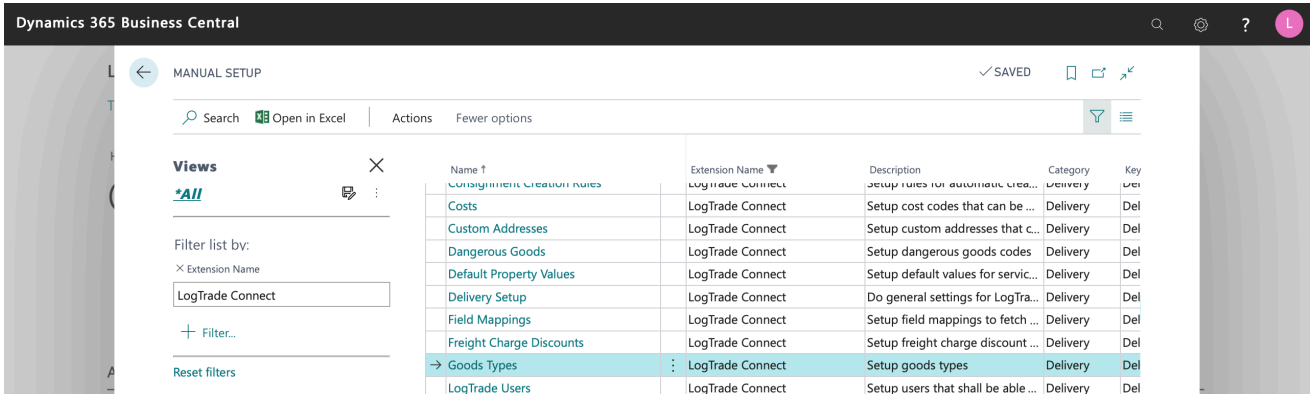 Dynamics 365 Business Central
?
L
MANUAL SETUP
SAVED
Search Open in Excel Actions Fewer options
Views
*All
Filter list by:
× Extension Name
LogTrade Connect
+ Filter...
Reset filters
Name ↑ Extension Name Description Category Key
Consignment Creation Rules LogTrade Connect Setup rules for automatic crea... Delivery Del
Costs LogTrade Connect Setup cost codes that can be ... Delivery Del
Custom Addresses LogTrade Connect Setup custom addresses that c... Delivery Del
Dangerous Goods LogTrade Connect Setup dangerous goods codes Delivery Del
Default Property Values LogTrade Connect Setup default values for servic... Delivery Del
Delivery Setup LogTrade Connect Do general settings for LogTra... Delivery Del
Field Mappings LogTrade Connect Setup field mappings to fetch ... Delivery Del
Freight Charge Discounts LogTrade Connect Setup freight charge discount ... Delivery Del
→ Goods Types LogTrade Connect Setup goods types Delivery Del
LogTrade Users LogTrade Connect Setup users that shall be able ... Delivery Del